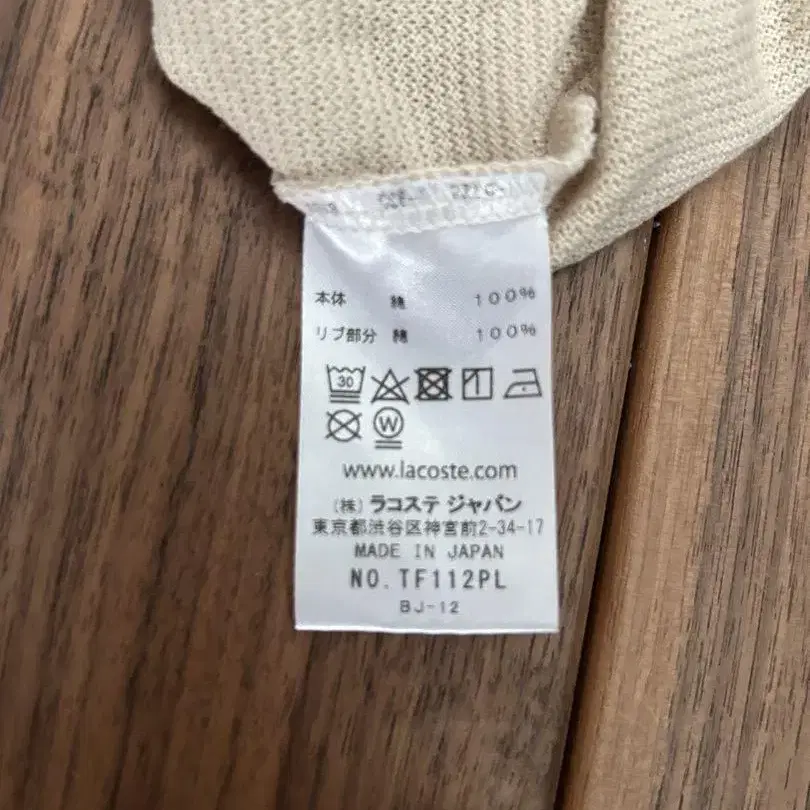 本体 綿 100%
リブ部分 綿 100%
30
W
www.lacoste.com
(株) ラコステ ジャパン
東京都渋谷区神宮前2-34-17
MADE IN JAPAN
NO. TF112PL
BJ-12